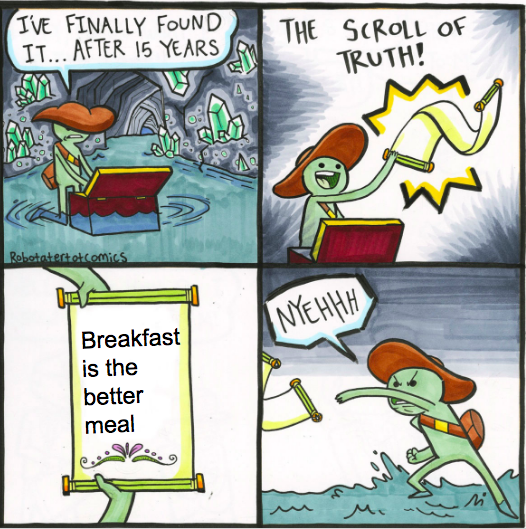 I'VE FINALLY FOUND
IT... AFTER 15 YEARS
THE SCROLL OF
TRUTH!
Robotatertotcomics
Breakfast
is the
better
meal
NYEHHH